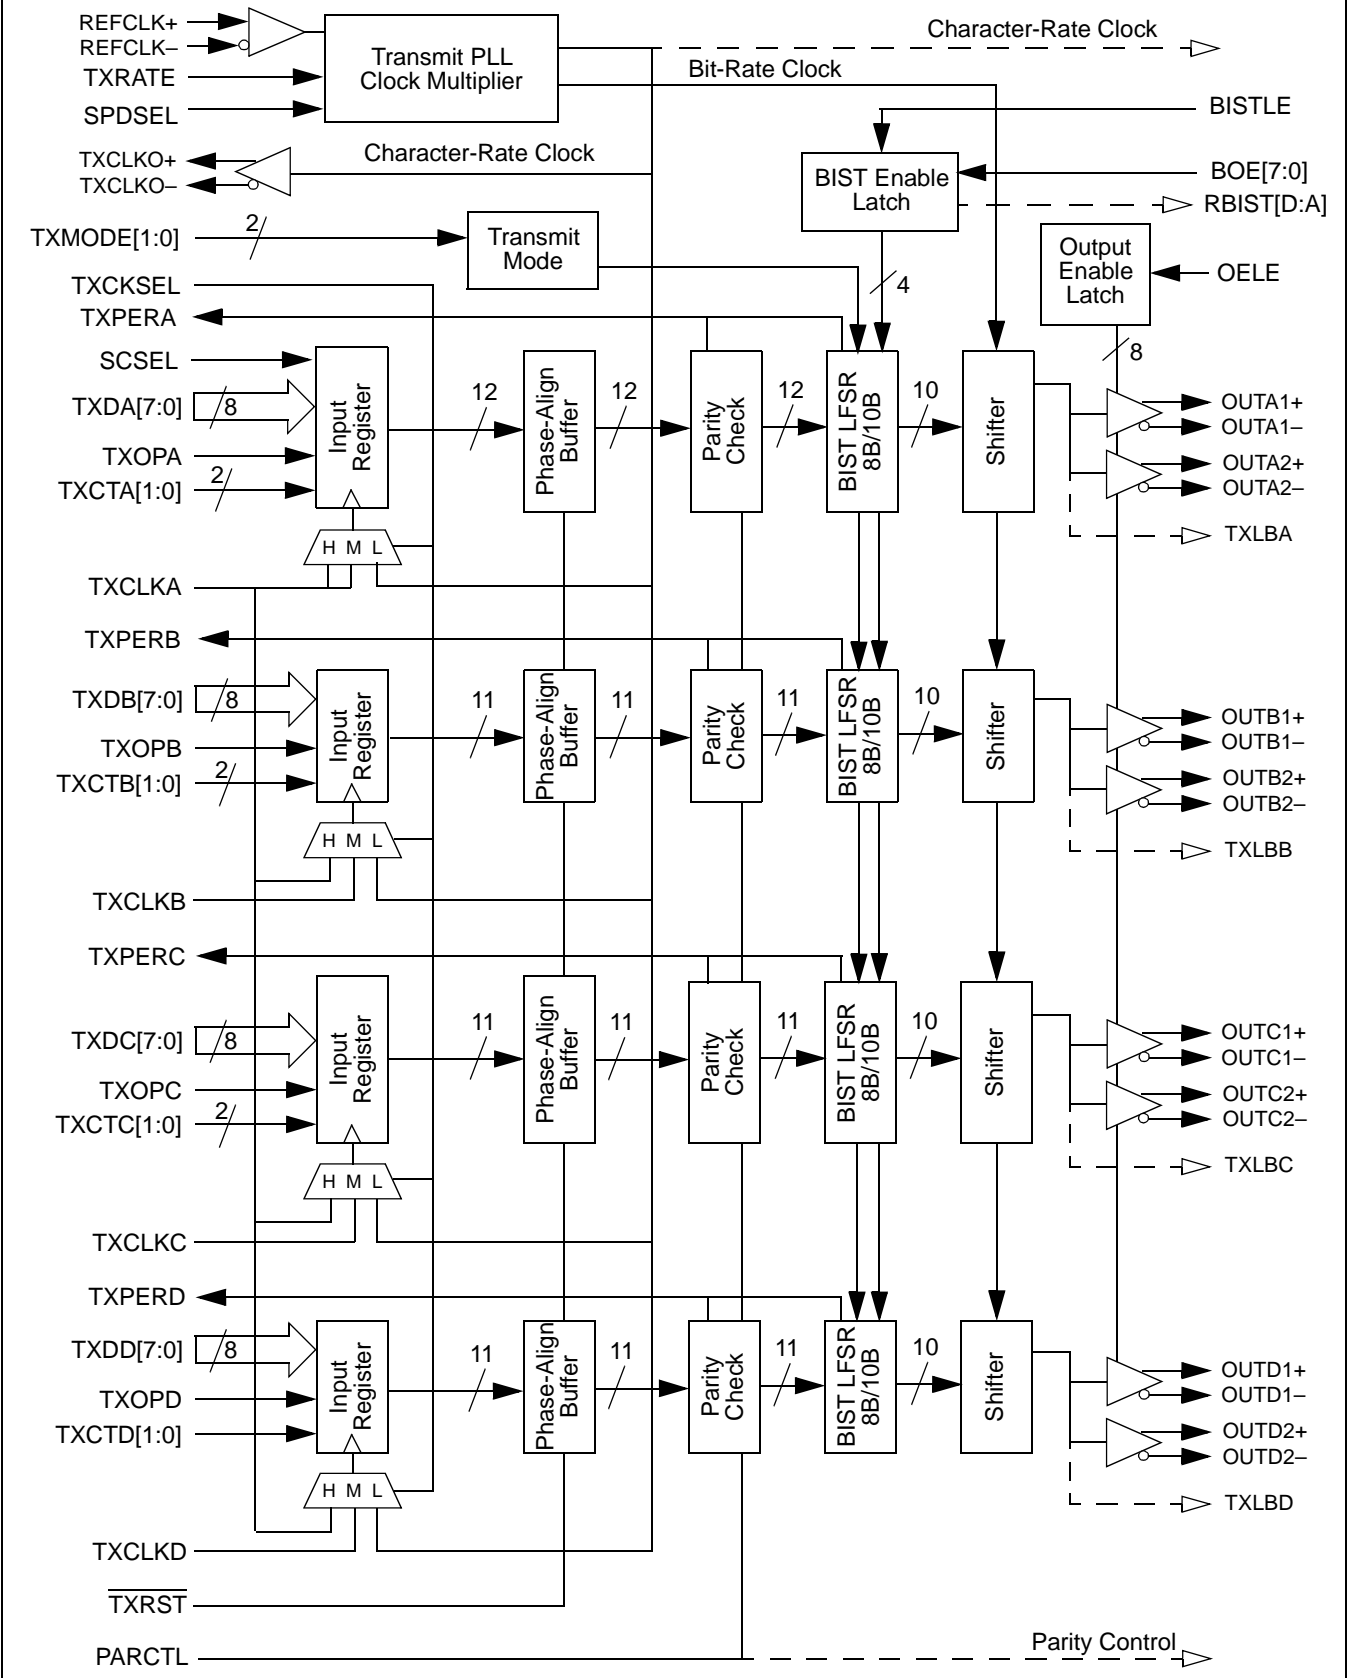 REFCLK+
REFCLK–
TXRATE
SPDSEL
Transmit PLL
Clock Multiplier
Character-Rate Clock
Bit-Rate Clock
BISTLE
TXCLKO+
TXCLKO–
Character-Rate Clock
BIST Enable
Latch
BOE[7:0]
RBIST[D:A]
TXMODE[1:0]
2
Transmit
Mode
4
Output
Enable
Latch
OELE
8
TXCKSEL
TXPERA
SCSEL
TXDA[7:0]
8
TXOPA
TXCTA[1:0]
2
Input
Register
12
Phase-Align
Buffer
12
Parity
Check
12
BIST LFSR
8B/10B
10
Shifter
OUTA1+
OUTA1–
OUTA2+
OUTA2–
TXLBA
H M L
TXCLKA
TXPERB
TXDB[7:0]
8
TXOPB
TXCTB[1:0]
2
Input
Register
11
Phase-Align
Buffer
11
Parity
Check
11
BIST LFSR
8B/10B
10
Shifter
OUTB1+
OUTB1–
OUTB2+
OUTB2–
TXLBB
H M L
TXCLKB
TXPERC
TXDC[7:0]
8
TXOPC
TXCTC[1:0]
2
Input
Register
11
Phase-Align
Buffer
11
Parity
Check
11
BIST LFSR
8B/10B
10
Shifter
OUTC1+
OUTC1–
OUTC2+
OUTC2–
TXLBC
H M L
TXCLKC
TXPERD
TXDD[7:0]
8
TXOPD
TXCTD[1:0]
Input
Register
11
Phase-Align
Buffer
11
Parity
Check
11
BIST LFSR
8B/10B
10
Shifter
OUTD1+
OUTD1–
OUTD2+
OUTD2–
TXLBD
H M L
TXCLKD
TXRST
PARCTL
Parity Control